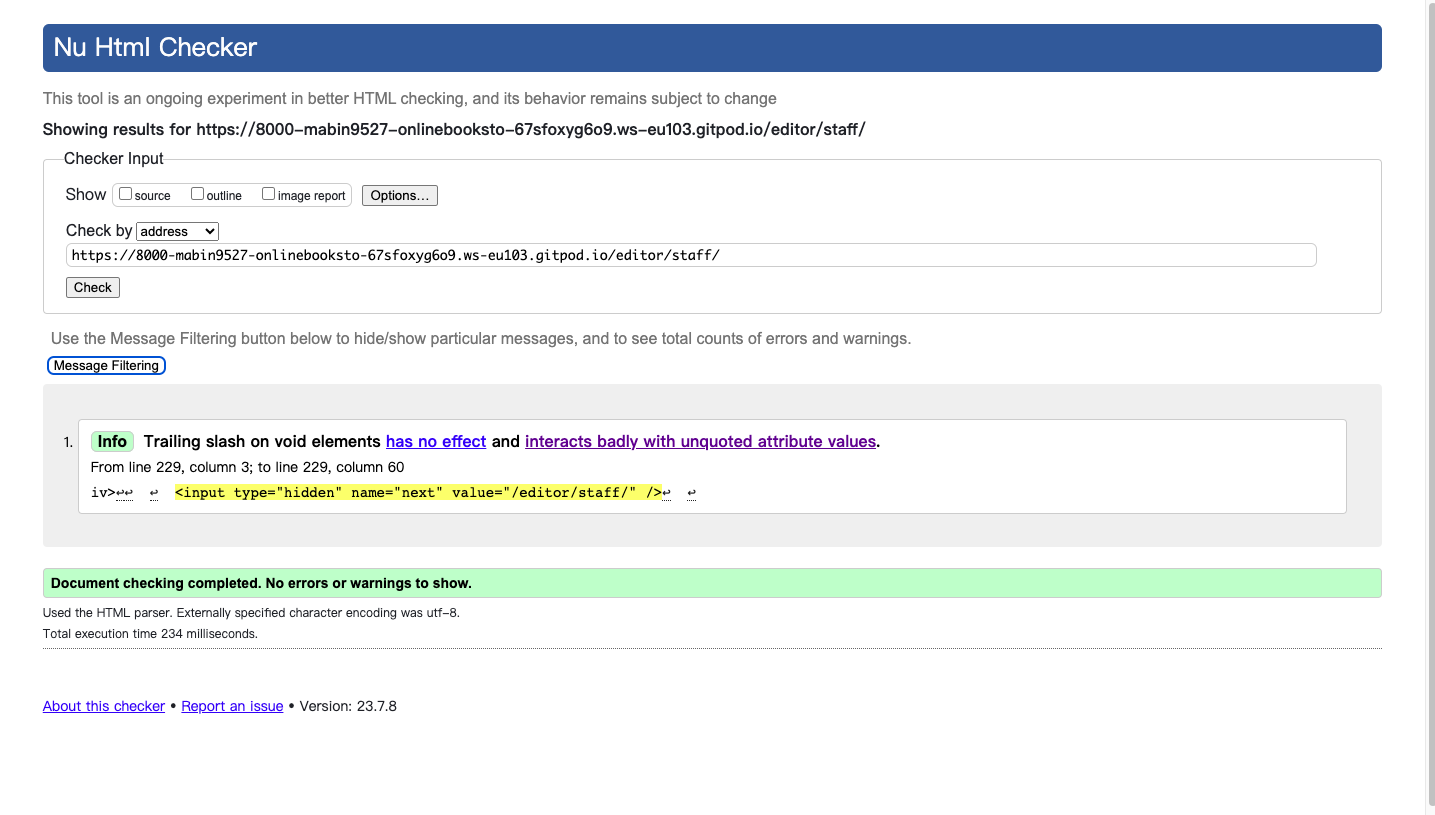 Nu Html Checker
This tool is an ongoing experiment in better HTML checking, and its behavior remains subject to change
Showing results for https://8000-mabin9527-onlinebooksto-67sfoxyg6o9.ws-eu103.gitpod.io/editor/staff/
Checker Input
Show source outline image report Options...
Check by address
https://8000-mabin9527-onlinebooksto-67sfoxyg6o9.ws-eu103.gitpod.io/editor/staff/
Check
Use the Message Filtering button below to hide/show particular messages, and to see total counts of errors and warnings.
Message Filtering
1. Info Trailing slash on void elements has no effect and interacts badly with unquoted attribute values.
From line 229, column 3; to line 229, column 60
iv>↩↩ ↩ <input type="hidden" name="next" value="/editor/staff/" />↩ ↩
Document checking completed. No errors or warnings to show.
Used the HTML parser. Externally specified character encoding was utf-8.
Total execution time 234 milliseconds.
About this checker • Report an issue • Version: 23.7.8